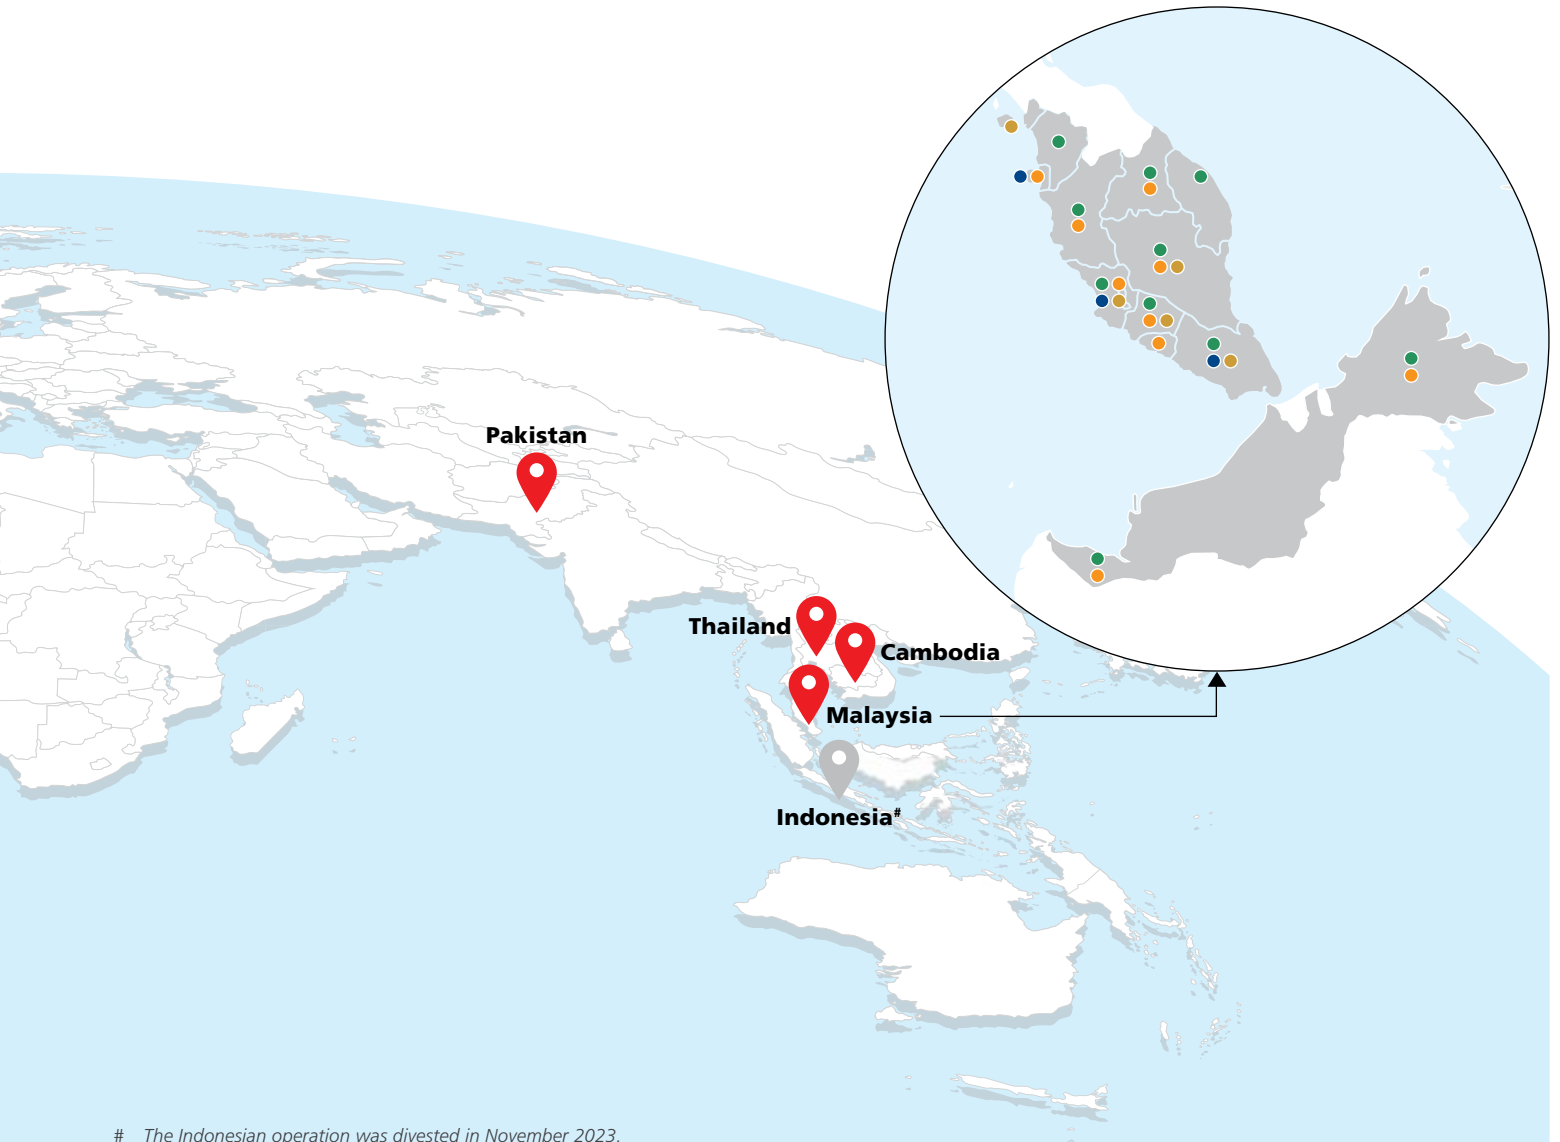 Pakistan
Thailand
Cambodia
Malaysia
Indonesia#
# The Indonesian operation was divested in November 2023.